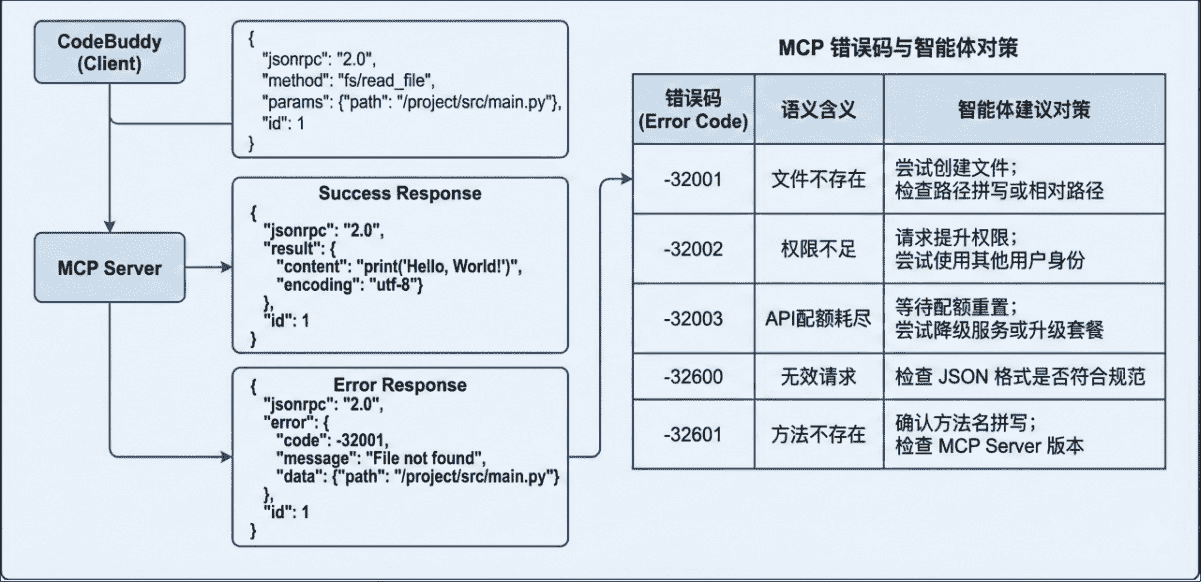 CodeBuddy
(Client)
{
"jsonrpc": "2.0",
"method": "fs/read_file",
"params": {"path": "/project/src/main.py"},
"id": 1
}
MCP Server
Success Response
{
"jsonrpc": "2.0",
"result": {
"content": "print('Hello, World!')",
"encoding": "utf-8"}
},
"id": 1
}
Error Response
{
"jsonrpc": "2.0",
"error": {
"code": -32001,
"message": "File not found",
"data": {"path": "/project/src/main.py"}
},
"id": 1
}
MCP 错误码与智能体对策
错误码
(Error Code)
语义含义
智能体建议对策
-32001
文件不存在
尝试创建文件；
检查路径拼写或相对路径
-32002
权限不足
请求提升权限；
尝试使用其他用户身份
-32003
API配额耗尽
等待配额重置；
尝试降级服务或升级套餐
-32600
无效请求
检查 JSON 格式是否符合规范
-32601
方法不存在
确认方法名拼写；
检查 MCP Server 版本